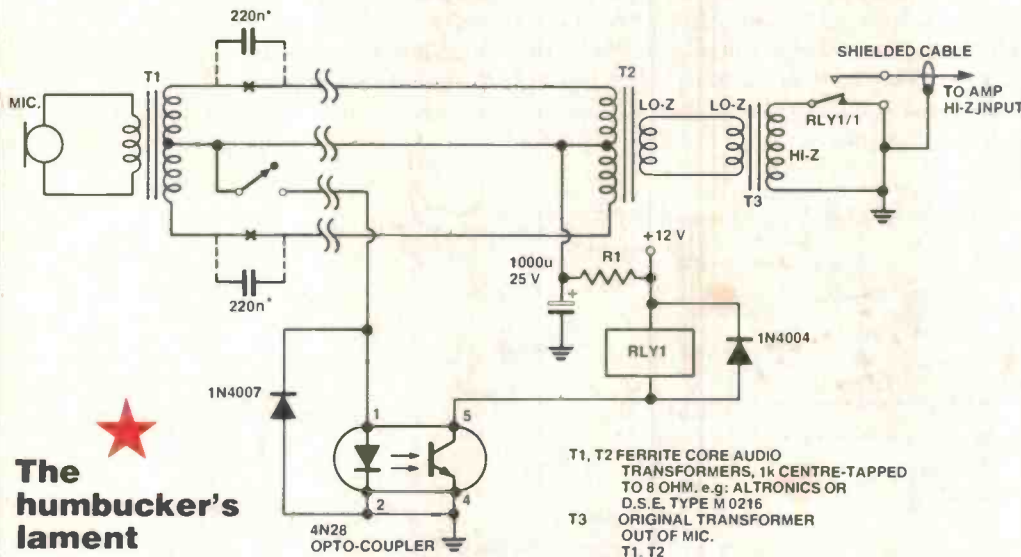 220n*
SHIELDED CABLE
T1
T2
MIC.
LO-Z
LO-Z
TO AMP
HI-Z INPUT
RLY1/1
HI-Z
T3
+12 V
1000u
25 V
R1
220n*
RLY1
1N4004
1N4007
1
5
2
4
4N28
OPTO-COUPLER
The
humbucker's
lament
T1, T2 FERRITE CORE AUDIO
TRANSFORMERS, 1k CENTRE-TAPPED
TO 8 OHM. e.g: ALTRONICS OR
D.S.E. TYPE M 0216
T3 ORIGINAL TRANSFORMER
OUT OF MIC.
T1, T2